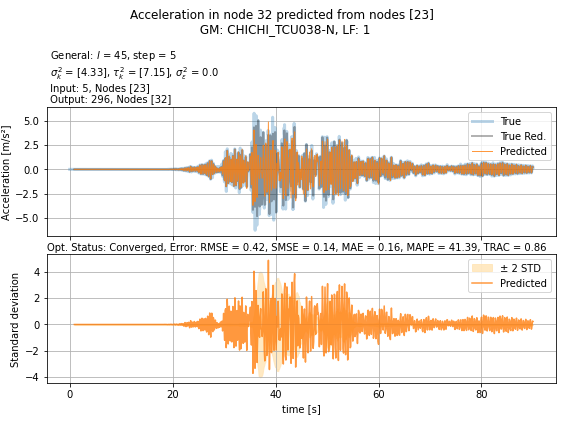 Acceleration in node 32 predicted from nodes [23]
GM: CHICHI_TCU038-N, LF: 1
General: l = 45, step = 5
σ²ₖ = [4.33], τ²ₖ = [7.15], σ²ε = 0.0
Input: 5, Nodes [23]
Output: 296, Nodes [32]
Acceleration [m/s²]
5.0
2.5
0.0
−2.5
−5.0
True
True Red.
Predicted
Opt. Status: Converged, Error: RMSE = 0.42, SMSE = 0.14, MAE = 0.16, MAPE = 41.39, TRAC = 0.86
Standard deviation
4
2
0
−2
−4
± 2 STD
Predicted
0 20 40 60 80
time [s]